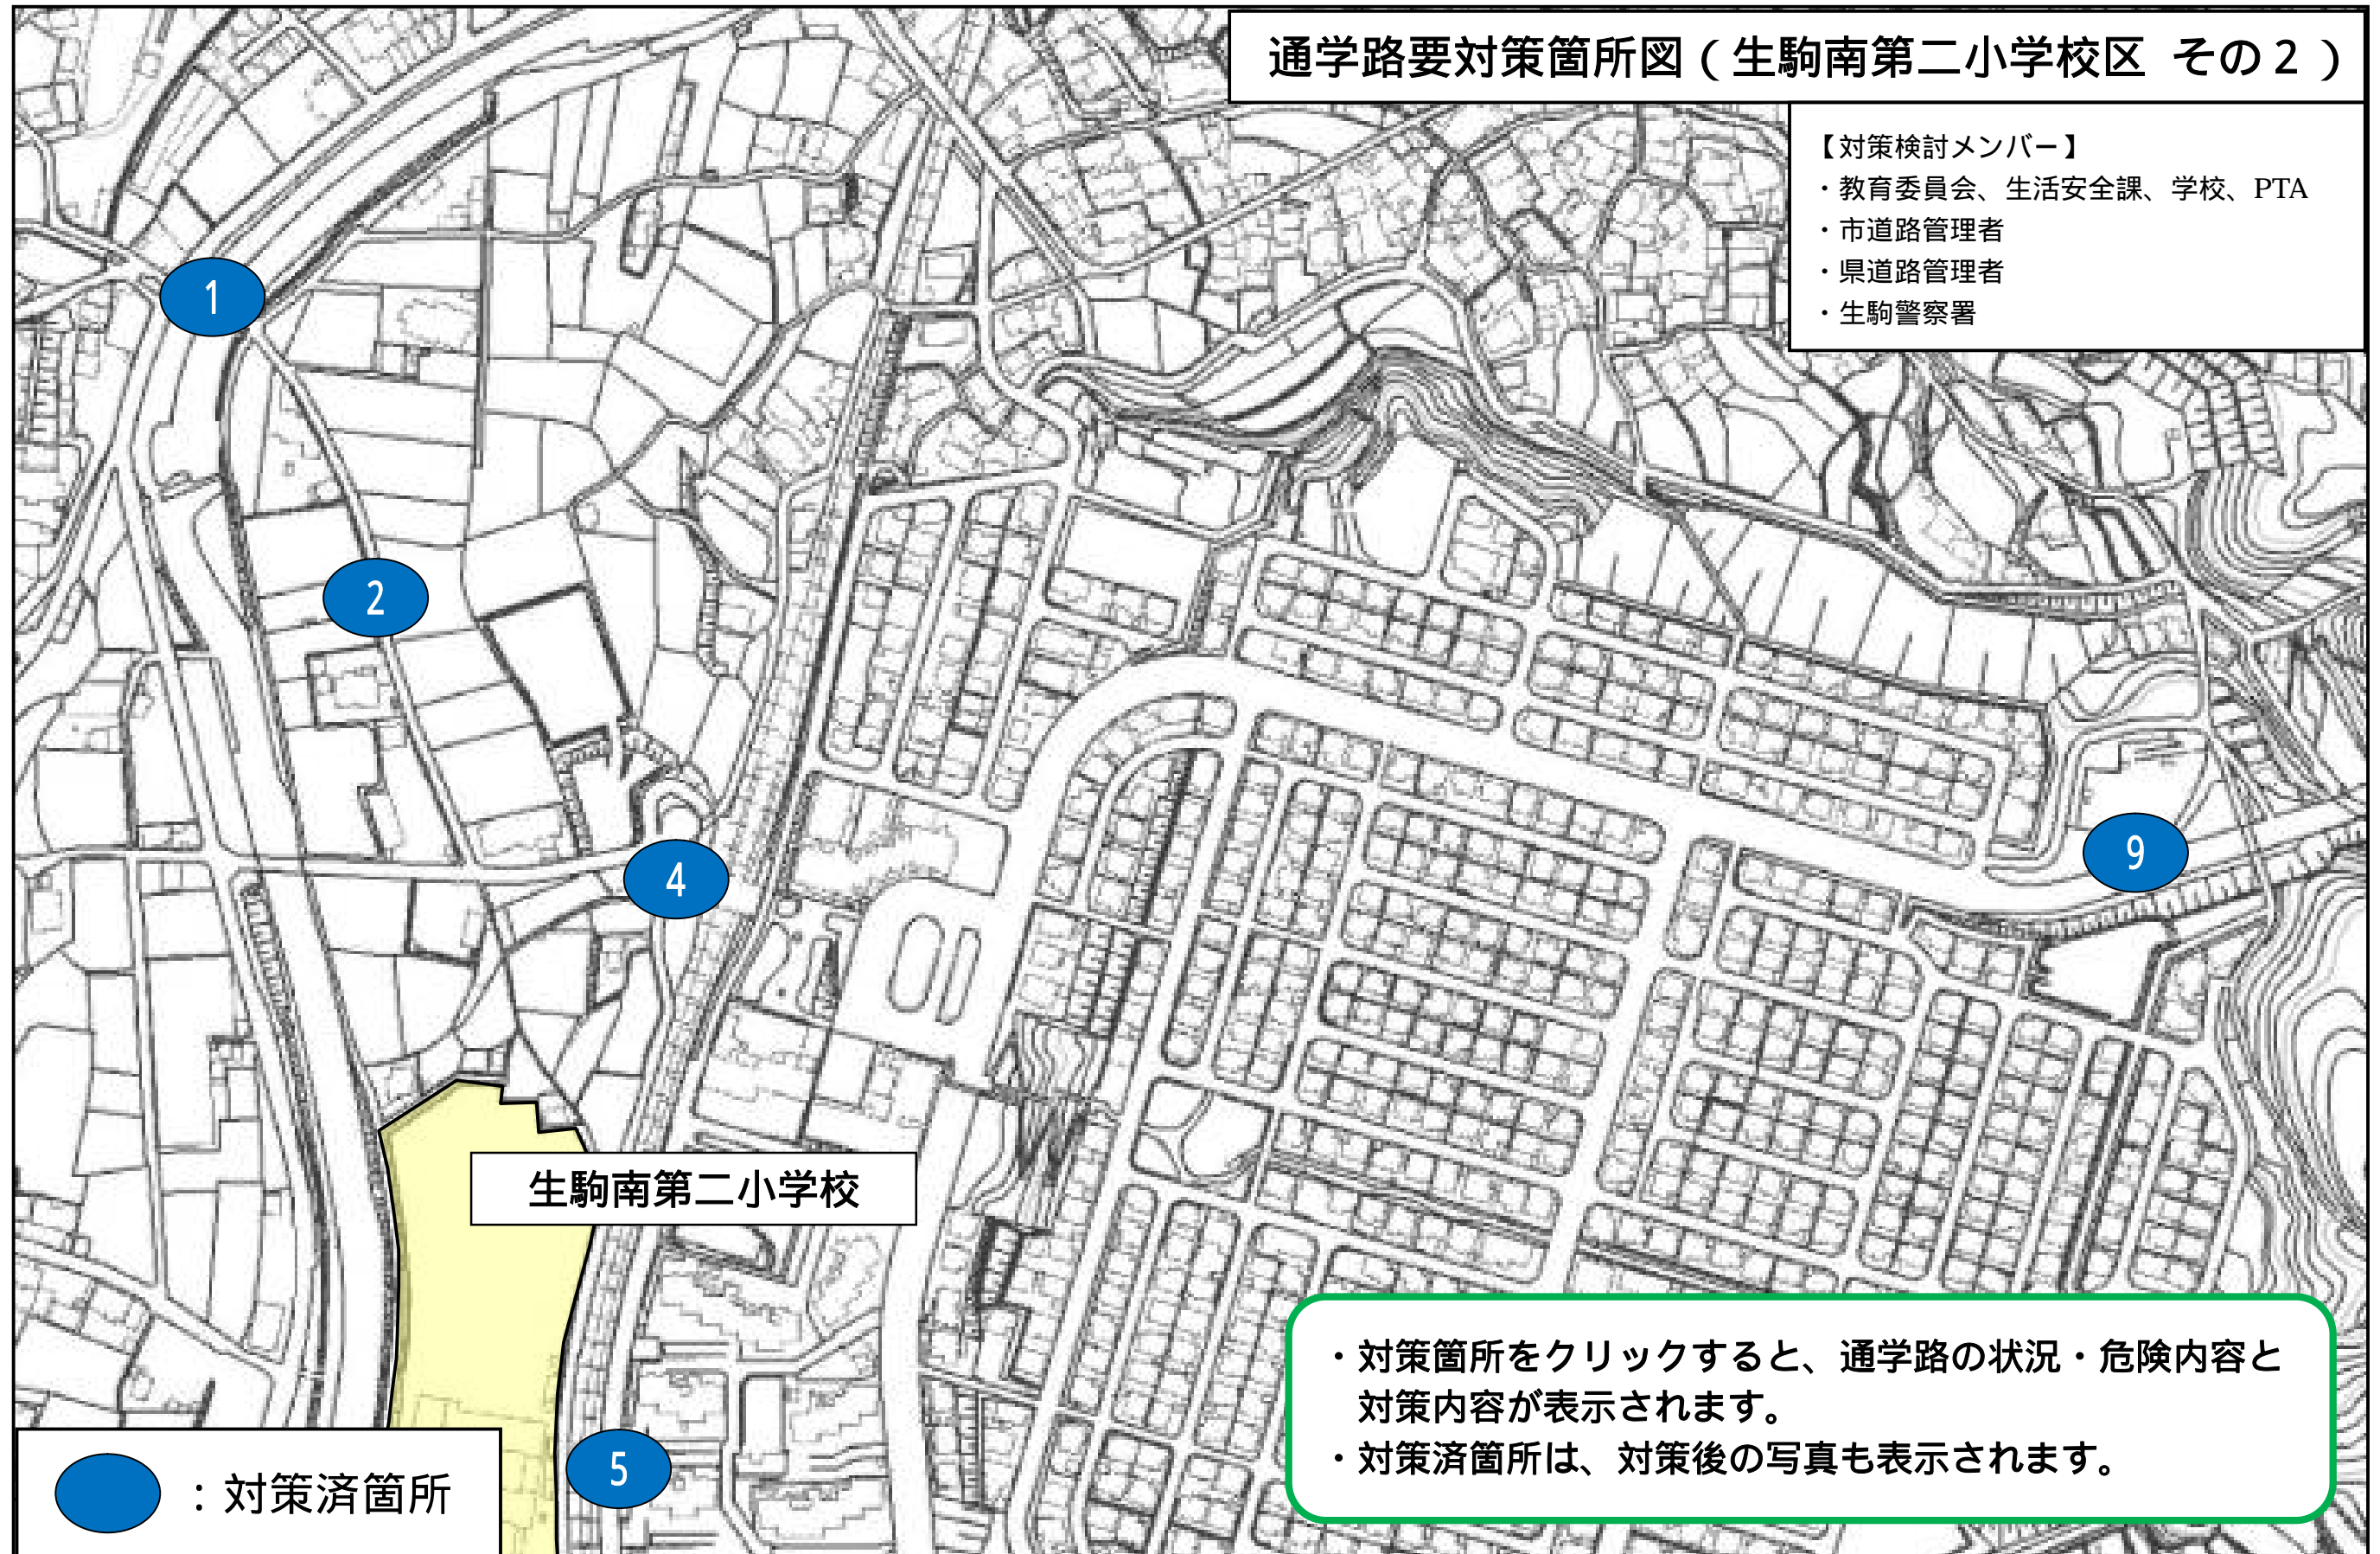 通学路要対策箇所図（生駒南第二小学校区 その２）
【対策検討メンバー】
・教育委員会、生活安全課、学校、PTA
・市道路管理者
・県道路管理者
・生駒警察署
1
2
4
9
生駒南第二小学校
・対策箇所をクリックすると、通学路の状況・危険内容と
対策内容が表示されます。
・対策済箇所は、対策後の写真も表示されます。
5
：対策済箇所